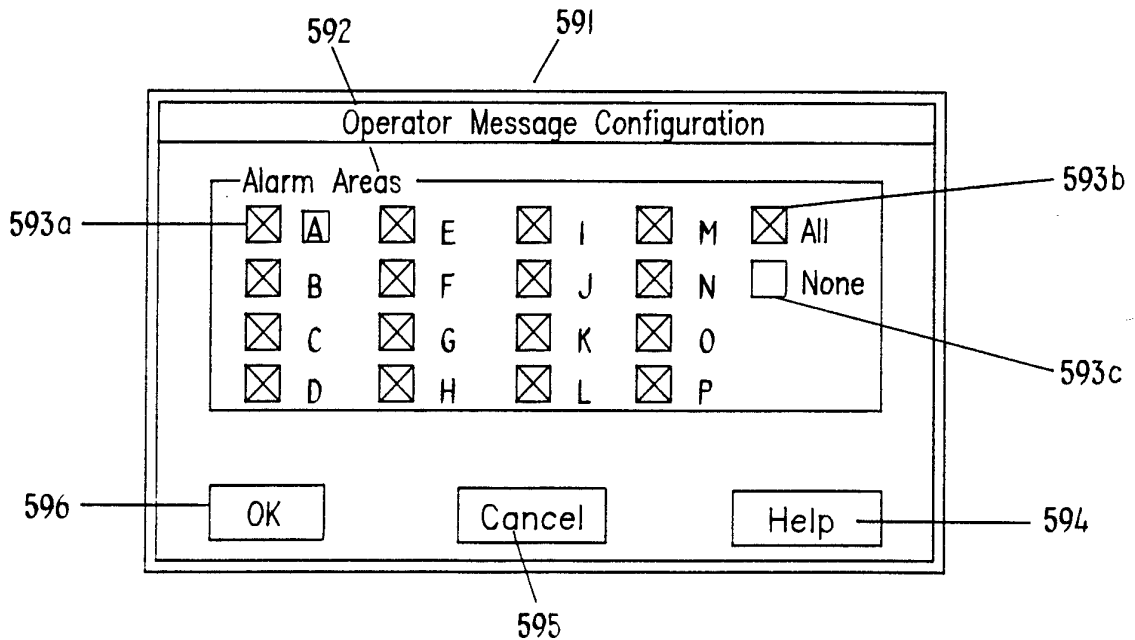 592 591
Operator Message Configuration
Alarm Areas
593b
593a A E I M All
B F J N None
C G K O
593c
D H L P
596 OK Cancel Help 594
595